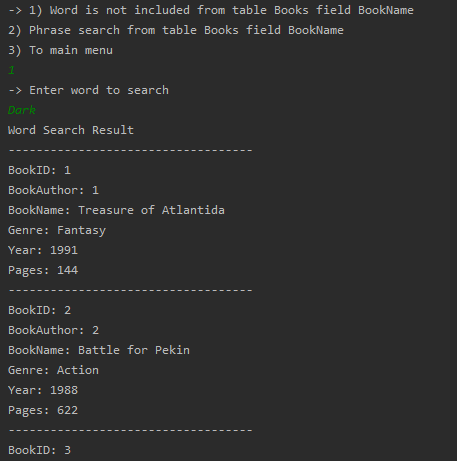 -> 1) Word is not included from table Books field BookName
2) Phrase search from table Books field BookName
3) To main menu
1
-> Enter word to search
Dark
Word Search Result
-----------------------------------
BookID: 1
BookAuthor: 1
BookName: Treasure of Atlantida
Genre: Fantasy
Year: 1991
Pages: 144
-----------------------------------
BookID: 2
BookAuthor: 2
BookName: Battle for Pekin
Genre: Action
Year: 1988
Pages: 622
-----------------------------------
BookID: 3